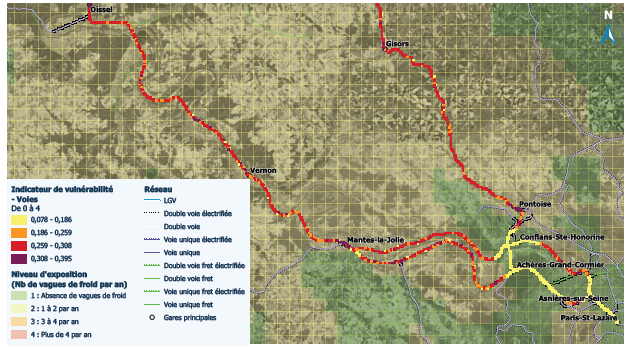 Oissel
N
Gisors
Vernon
Pontoise
Conflans-Ste-Honorine
Mantes-la-Jolie
Achères-Grand-Cormier
Asnières-sur-Seine
Paris-St-Lazare
Indicateur de vulnérabilité
- Voies
De 0 à 4
0,078 - 0,186
0,186 - 0,259
0,259 - 0,308
0,308 - 0,395
Niveau d'exposition
(Nb de vagues de froid par an)
1 : Absence de vagues de froid
2 : 1 à 2 par an
3 : 3 à 4 par an
4 : Plus de 4 par an
Réseau
LGV
Double voie électrifiée
Double voie
Voie unique électrifiée
Voie unique
Double voie fret électrifiée
Double voie fret
Voie unique fret électrifiée
Voie unique fret
Gares principales